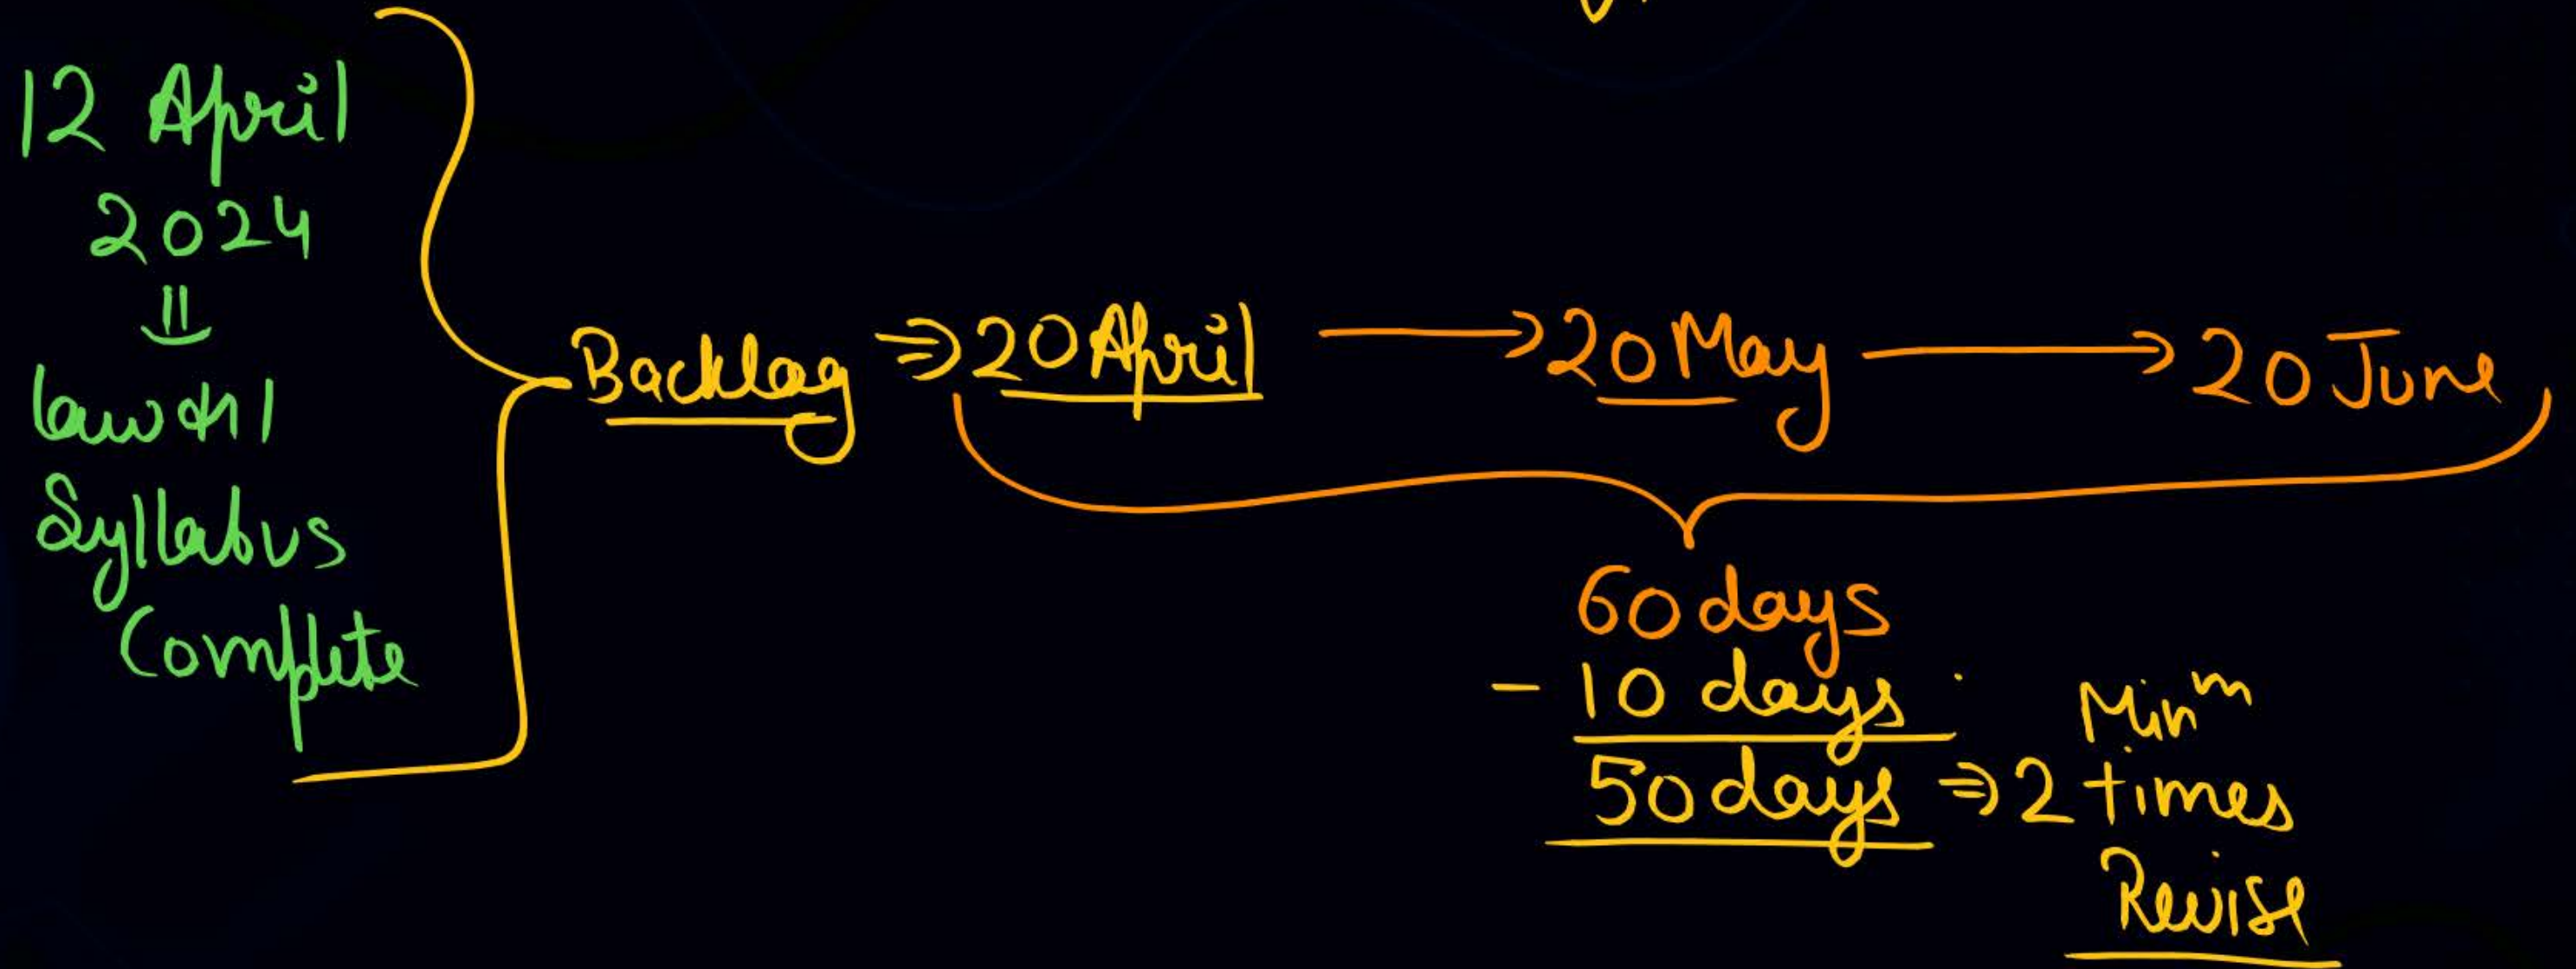 12 April
2024
⇓
Law की
Syllabus
Complete
Backlog ⇒ 20 April → 20 May → 20 June
60 days
- 10 days
50 days ⇒ 2 times
Minᵐ
Revise